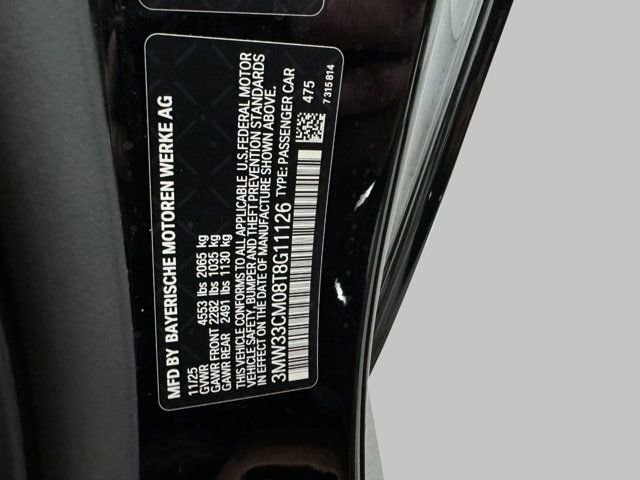 MFD BY BAYERISCHE MOTOREN WERKE AG
11/25
GVWR 4553 lbs 2065 kg
GAWR FRONT 2282 lbs 1035 kg
GAWR REAR 2491 lbs 1130 kg
THIS VEHICLE CONFORMS TO ALL APPLICABLE U.S. FEDERAL MOTOR
VEHICLE SAFETY, BUMPER AND THEFT PREVENTION STANDARDS
IN EFFECT ON THE DATE OF MANUFACTURE SHOWN ABOVE.
3MW33CM08T8G11126 TYPE: PASSENGER CAR
475
7 315 814